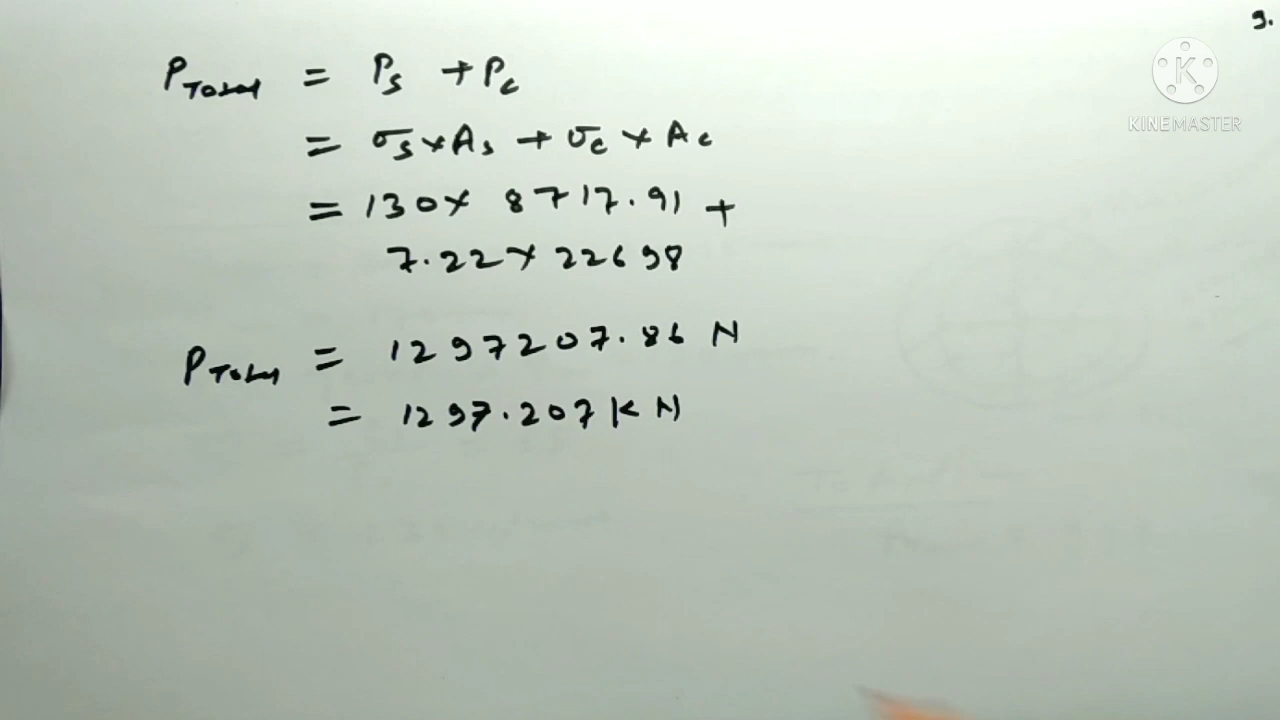 9.
K
KINEMASTER
P_Total = P_s + P_c
= σ_s × A_s + σ_c × A_c
= 130 × 8717.91 +
7.22 × 22698
P_Total = 1297207.86 N
= 1297.207 KN